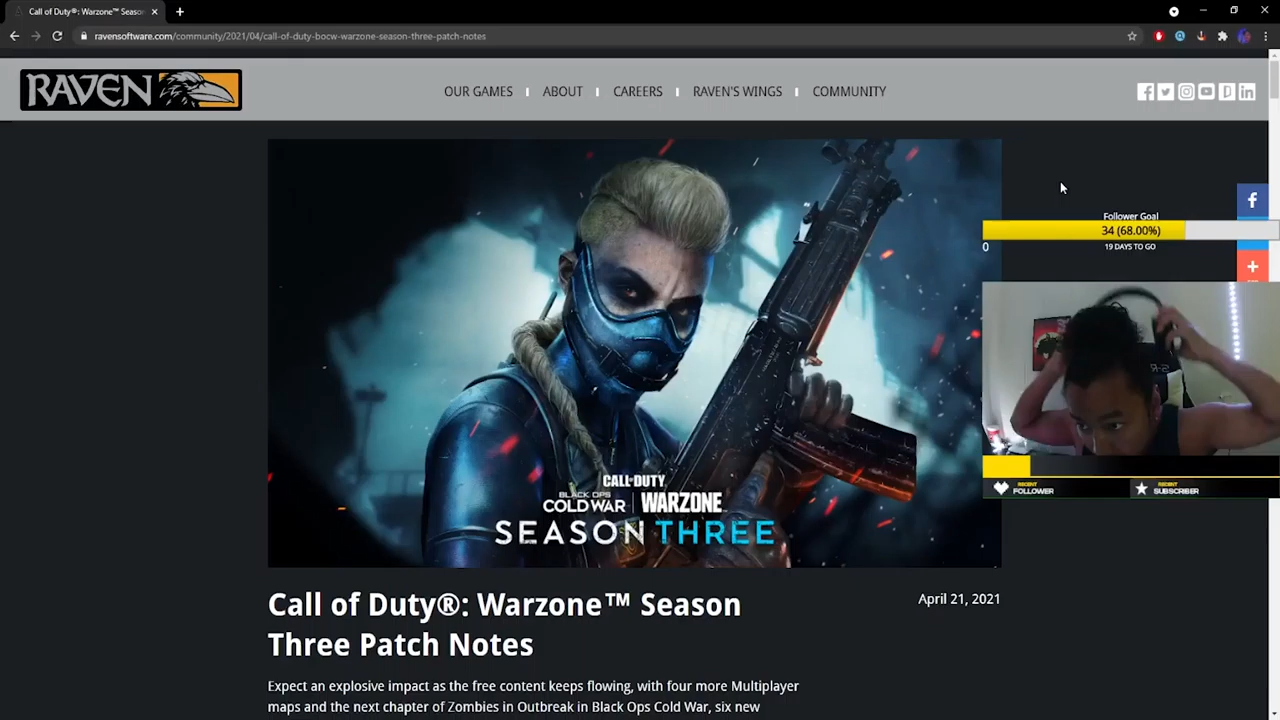 Call of Duty®: Warzone™ Seaso
ravensoftware.com/community/2021/04/call-of-duty-bocw-warzone-season-three-patch-notes
RAVEN
OUR GAMES
ABOUT
CAREERS
RAVEN'S WINGS
COMMUNITY
Follower Goal
34 (68.00%)
0
19 DAYS TO GO
RECENT
FOLLOWER
RECENT
SUBSCRIBER
CALL OF DUTY
BLACK OPS
COLD WAR | WARZONE
SEASON THREE
Call of Duty®: Warzone™ Season
Three Patch Notes
April 21, 2021
Expect an explosive impact as the free content keeps flowing, with four more Multiplayer
maps and the next chapter of Zombies in Outbreak in Black Ops Cold War, six new